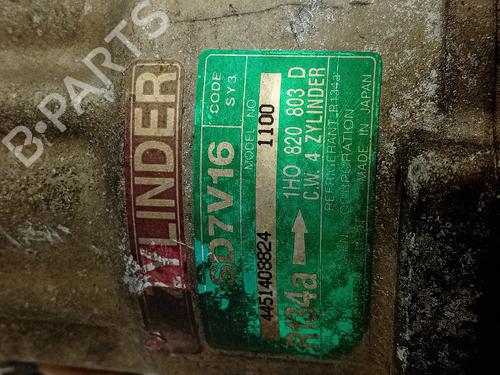 B-PARTS
YLINDER
SD7V16
CODE
SY3
MODEL NO
1100
4451408824
R134a
1H0 820 803 D
C.W. 4 ZYLINDER
REFRIGERANT R134a
CORPORATION
MADE IN JAPAN